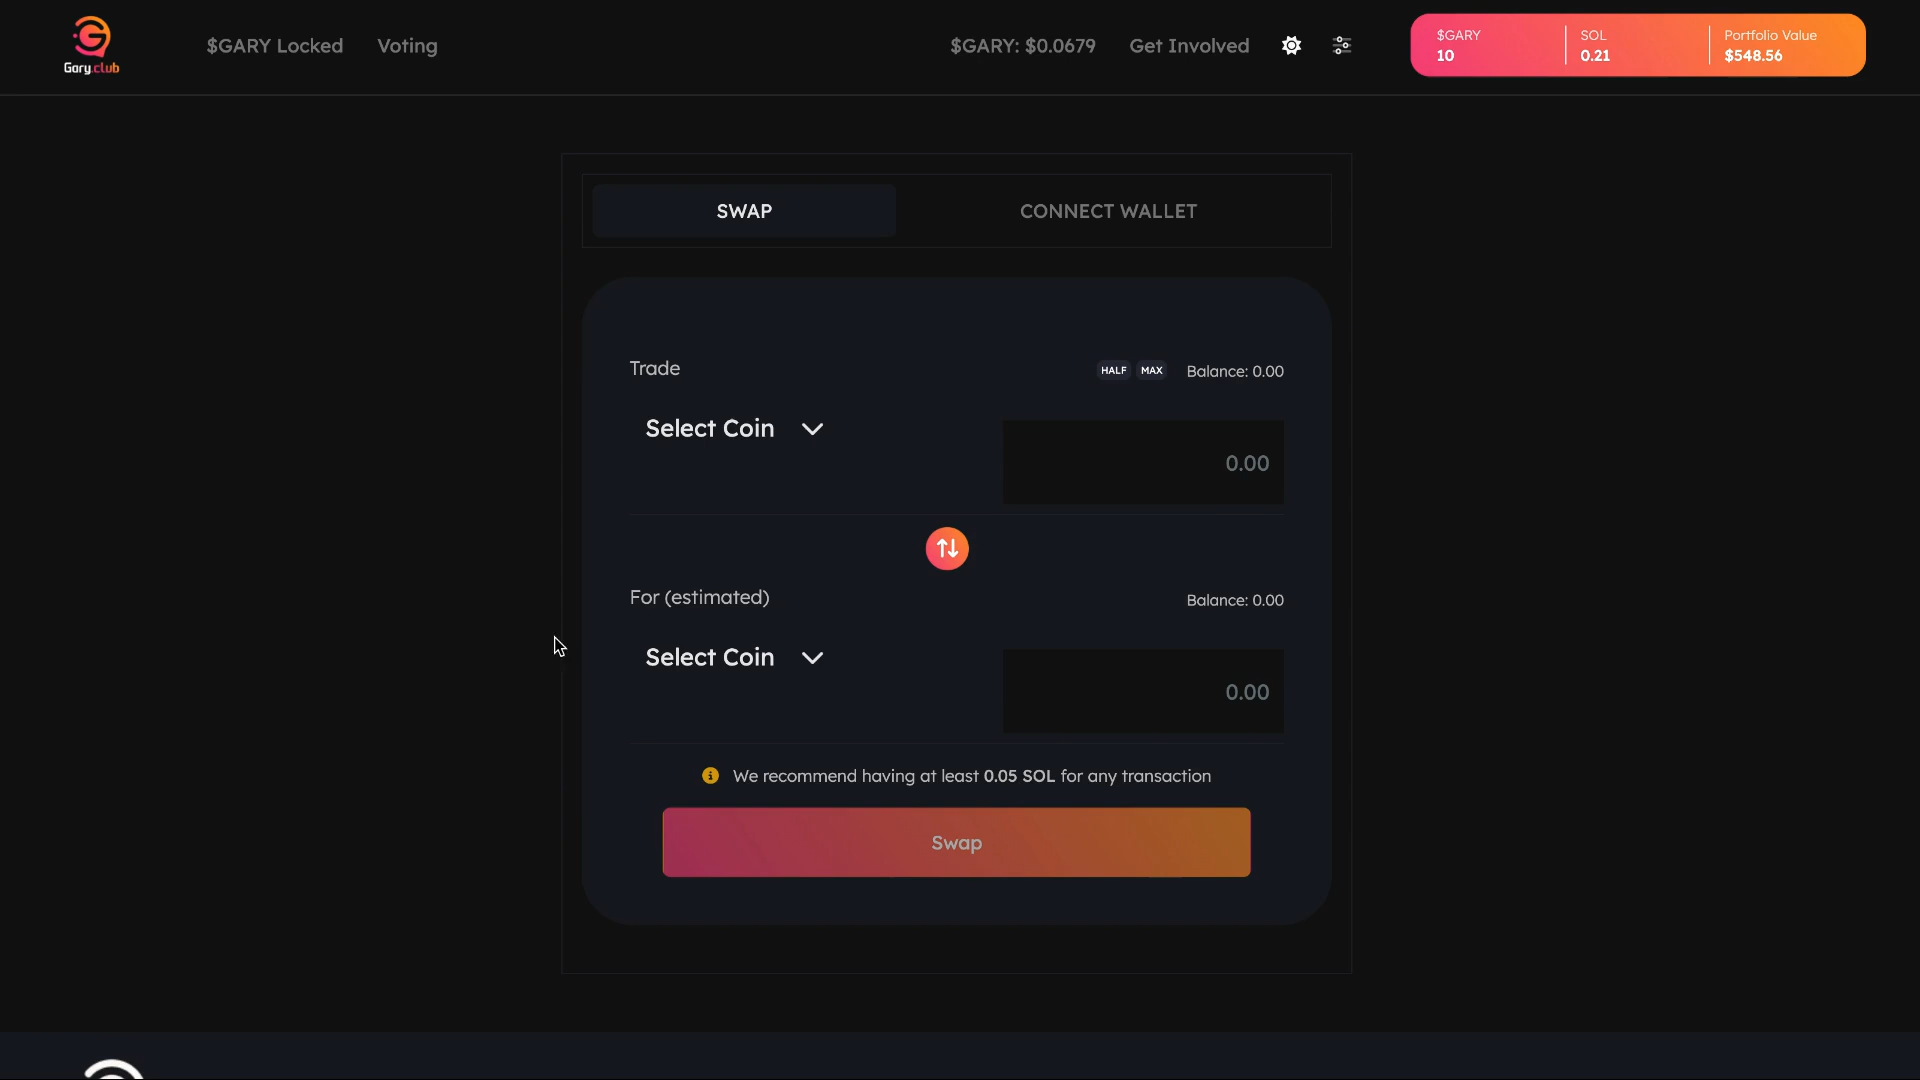 Gary.club
$GARY Locked
Voting
$GARY: $0.0679
Get Involved
$GARY
10
SOL
0.21
Portfolio Value
$548.56
SWAP
CONNECT WALLET
Trade
HALF
MAX
Balance: 0.00
Select Coin
0.00
For (estimated)
Balance: 0.00
Select Coin
0.00
We recommend having at least 0.05 SOL for any transaction
Swap